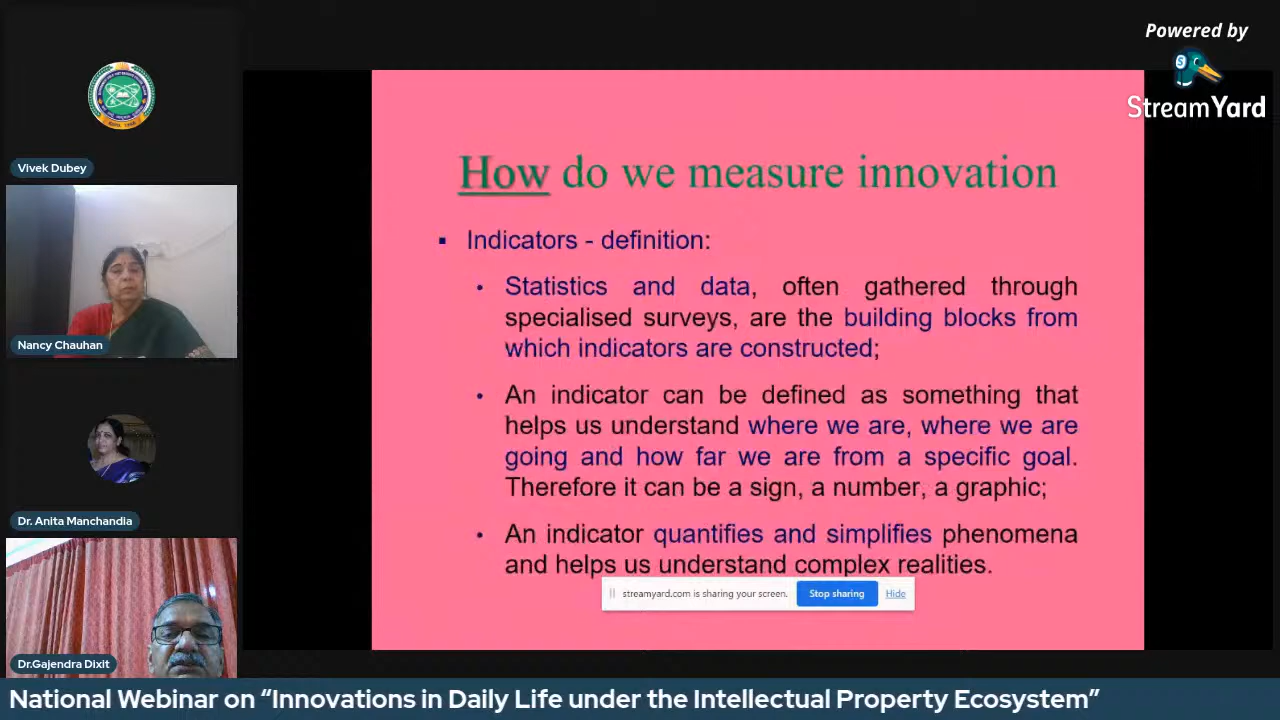 Powered by
StreamYard
Vivek Dubey
Nancy Chauhan
Dr. Anita Manchandia
Dr.Gajendra Dixit
How do we measure innovation
▪ Indicators - definition:
• Statistics and data, often gathered through
specialised surveys, are the building blocks from
which indicators are constructed;
• An indicator can be defined as something that
helps us understand where we are, where we are
going and how far we are from a specific goal.
Therefore it can be a sign, a number, a graphic;
• An indicator quantifies and simplifies phenomena
and helps us understand complex realities.
streamyard.com is sharing your screen. Stop sharing Hide
National Webinar on “Innovations in Daily Life under the Intellectual Property Ecosystem”